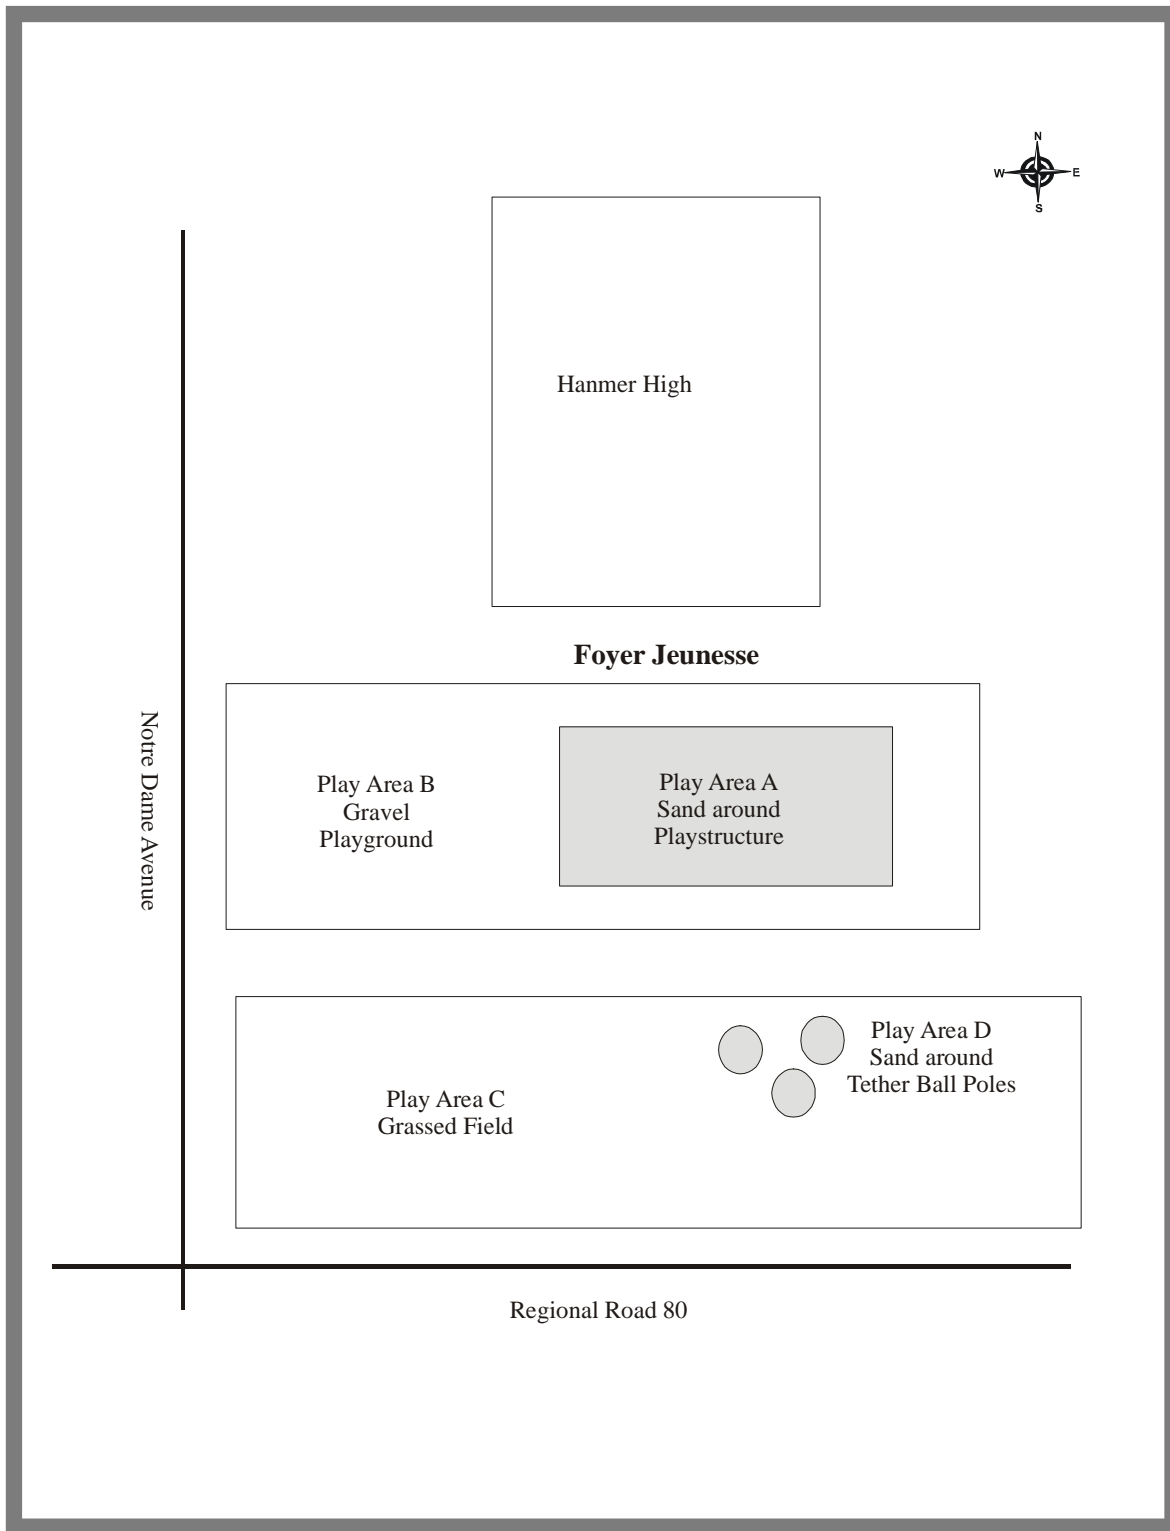 N
W E
S
Hanmer High
Foyer Jeunesse
Notre Dame Avenue
Play Area B
Gravel
Playground
Play Area A
Sand around
Playstructure
Play Area D
Sand around
Tether Ball Poles
Play Area C
Grassed Field
Regional Road 80